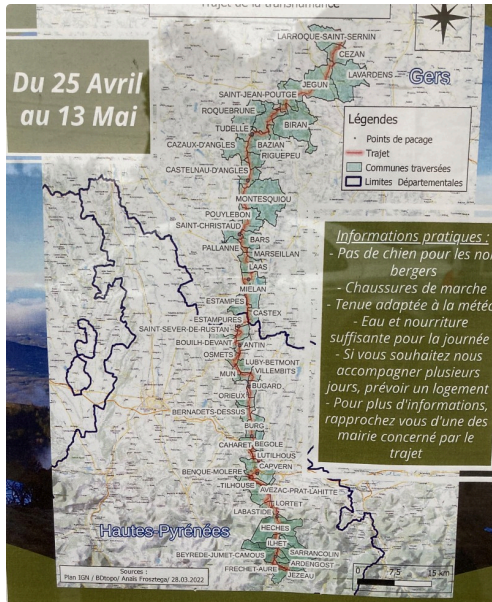 Trajet de la transhumance
Du 25 Avril
au 13 Mai
LARROQUE-SAINT-SERNIN
CEZAN
LAVARDENS
Gers
JEGUN
SAINT-JEAN-POUTGE
ROQUEBRUNE
BIRAN
TUDELLE
CAZAUX-D'ANGLES
BAZIAN
RIGUEPEU
CASTELNAU-D'ANGLES
MONTESQUIOU
POUYLEBON
SAINT-CHRISTAUD
BARS
PALLANNE
MARSEILLAN
LAAS
MIELAN
ESTAMPES
CASTEX
ESTAMPURES
SAINT-SEVER-DE-RUSTAN
BOUILH-DEVANT
ANTIN
OSMETS
LUBY-BETMONT
VILLEMBITS
MUN
BUGARD
ORIEUX
BERNADETS-DESSUS
BURG
CAHARET
BEGOLE
LUTILHOUS
CAPVERN
BENQUE-MOLERE
TILHOUSE
AVEZAC-PRAT-LAHITTE
LORTET
LABASTIDE
Hautes-Pyrénées
HECHES
ILHET
BEYREDE-JUMET-CAMOUS
SARRANCOLIN
ARDENGOST
FRECHET-AURE
JEZEAU
Légendes
Points de pacage
Trajet
Communes traversées
Limites Départementales
Informations pratiques :
- Pas de chien pour les non
bergers
- Chaussures de marche
- Tenue adaptée à la météo
- Eau et nourriture
suffisante pour la journée
- Si vous souhaitez nous
accompagner plusieurs
jours, prévoir un logement
- Pour plus d'informations,
rapprochez vous d'une des
mairie concerné par le
trajet
Sources :
Plan IGN / BDtopo/ Anaïs Frosztega/ 28.03.2022
0 7,5 15 km